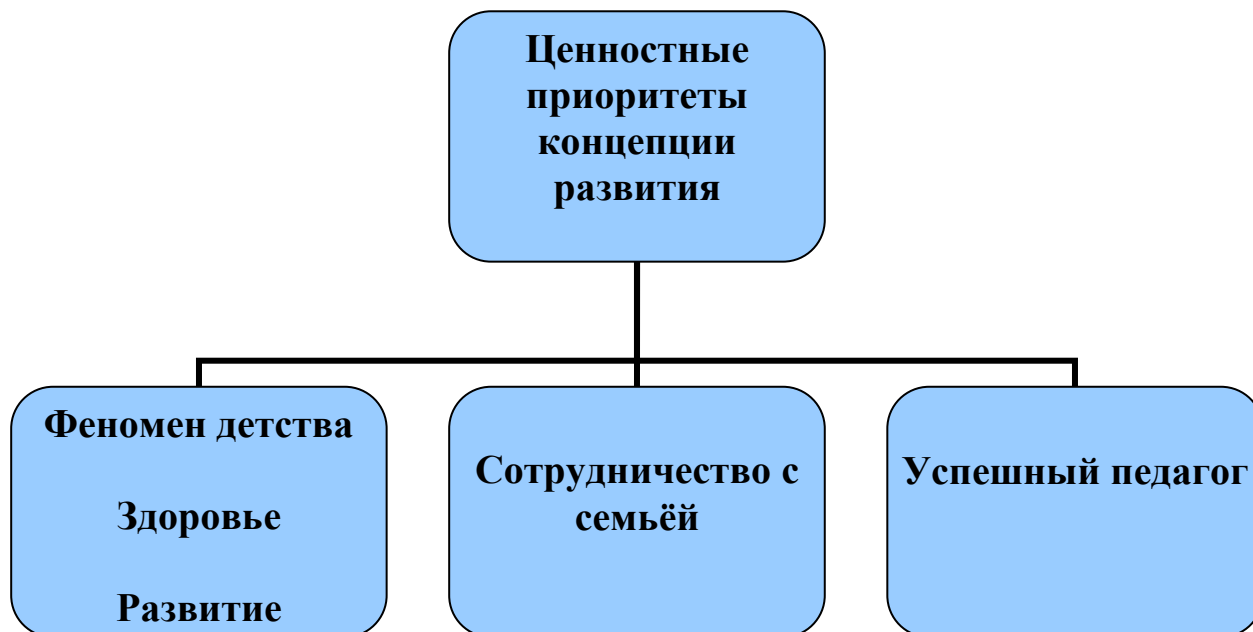 Ценностные
приоритеты
концепции
развития
Феномен детства
Здоровье
Развитие
Сотрудничество с
семьёй
Успешный педагог